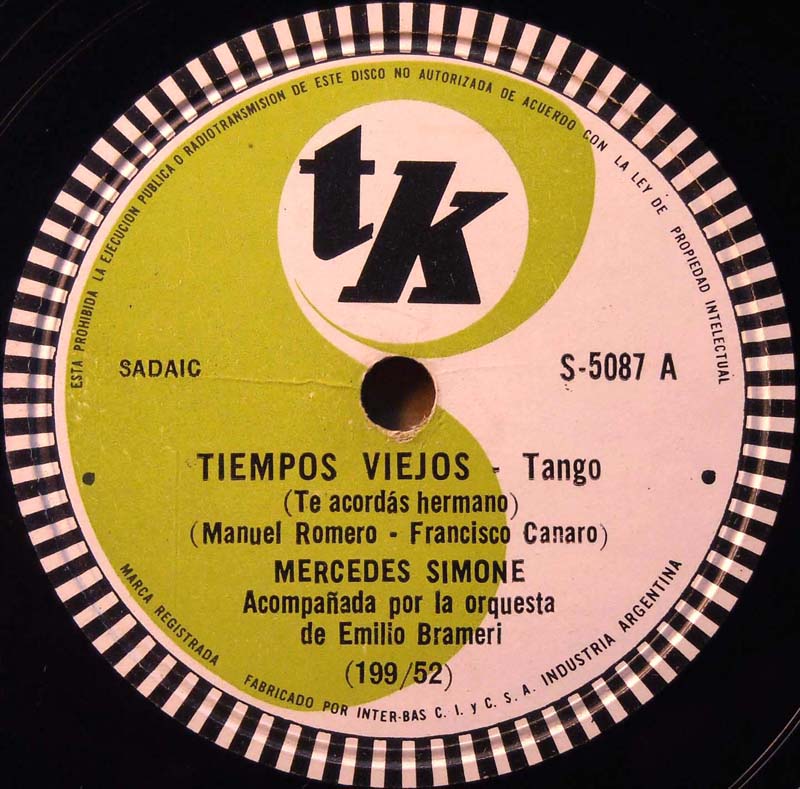 ESTA PROHIBIDA LA EJECUCION PUBLICA O RADIOTRANSMISION DE ESTE DISCO NO AUTORIZADA DE ACUERDO CON LA LEY DE PROPIEDAD INTELECTUAL
tk
SADAIC
S-5087 A
TIEMPOS VIEJOS - Tango
(Te acordás hermano)
(Manuel Romero - Francisco Canaro)
MERCEDES SIMONE
Acompañada por la orquesta
de Emilio Brameri
(199/52)
MARCA REGISTRADA
FABRICADO POR INTER-BAS C. I. y C. S. A. INDUSTRIA ARGENTINA